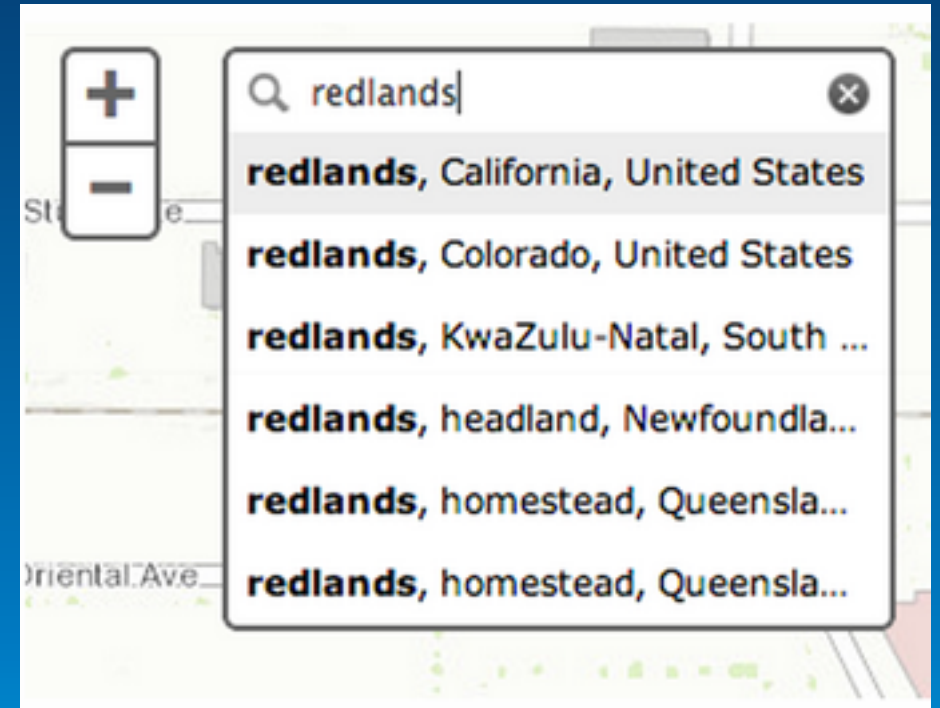 +
redlands
redlands, California, United States
−
redlands, Colorado, United States
redlands, KwaZulu-Natal, South ...
redlands, headland, Newfoundla...
redlands, homestead, Queensla...
Oriental Ave
redlands, homestead, Queensla...